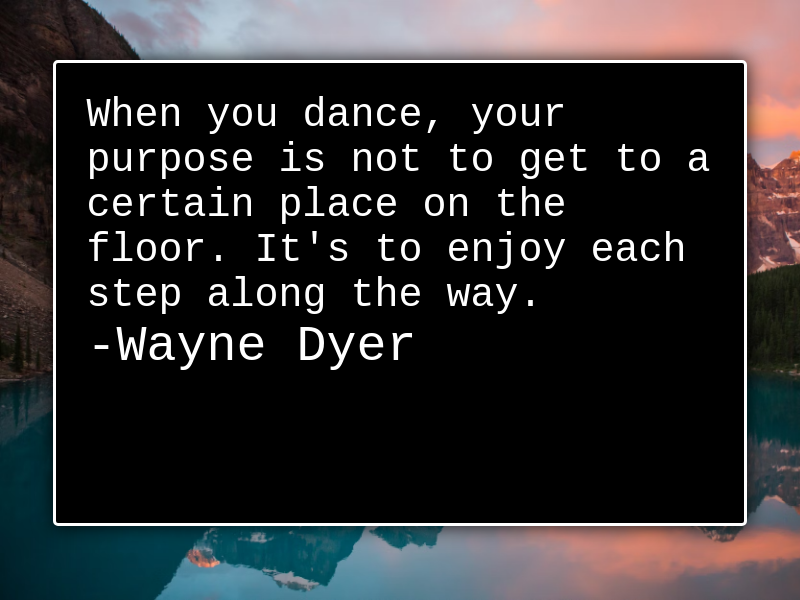 When you dance, your
purpose is not to get to a
certain place on the
floor. It's to enjoy each
step along the way.
-Wayne Dyer